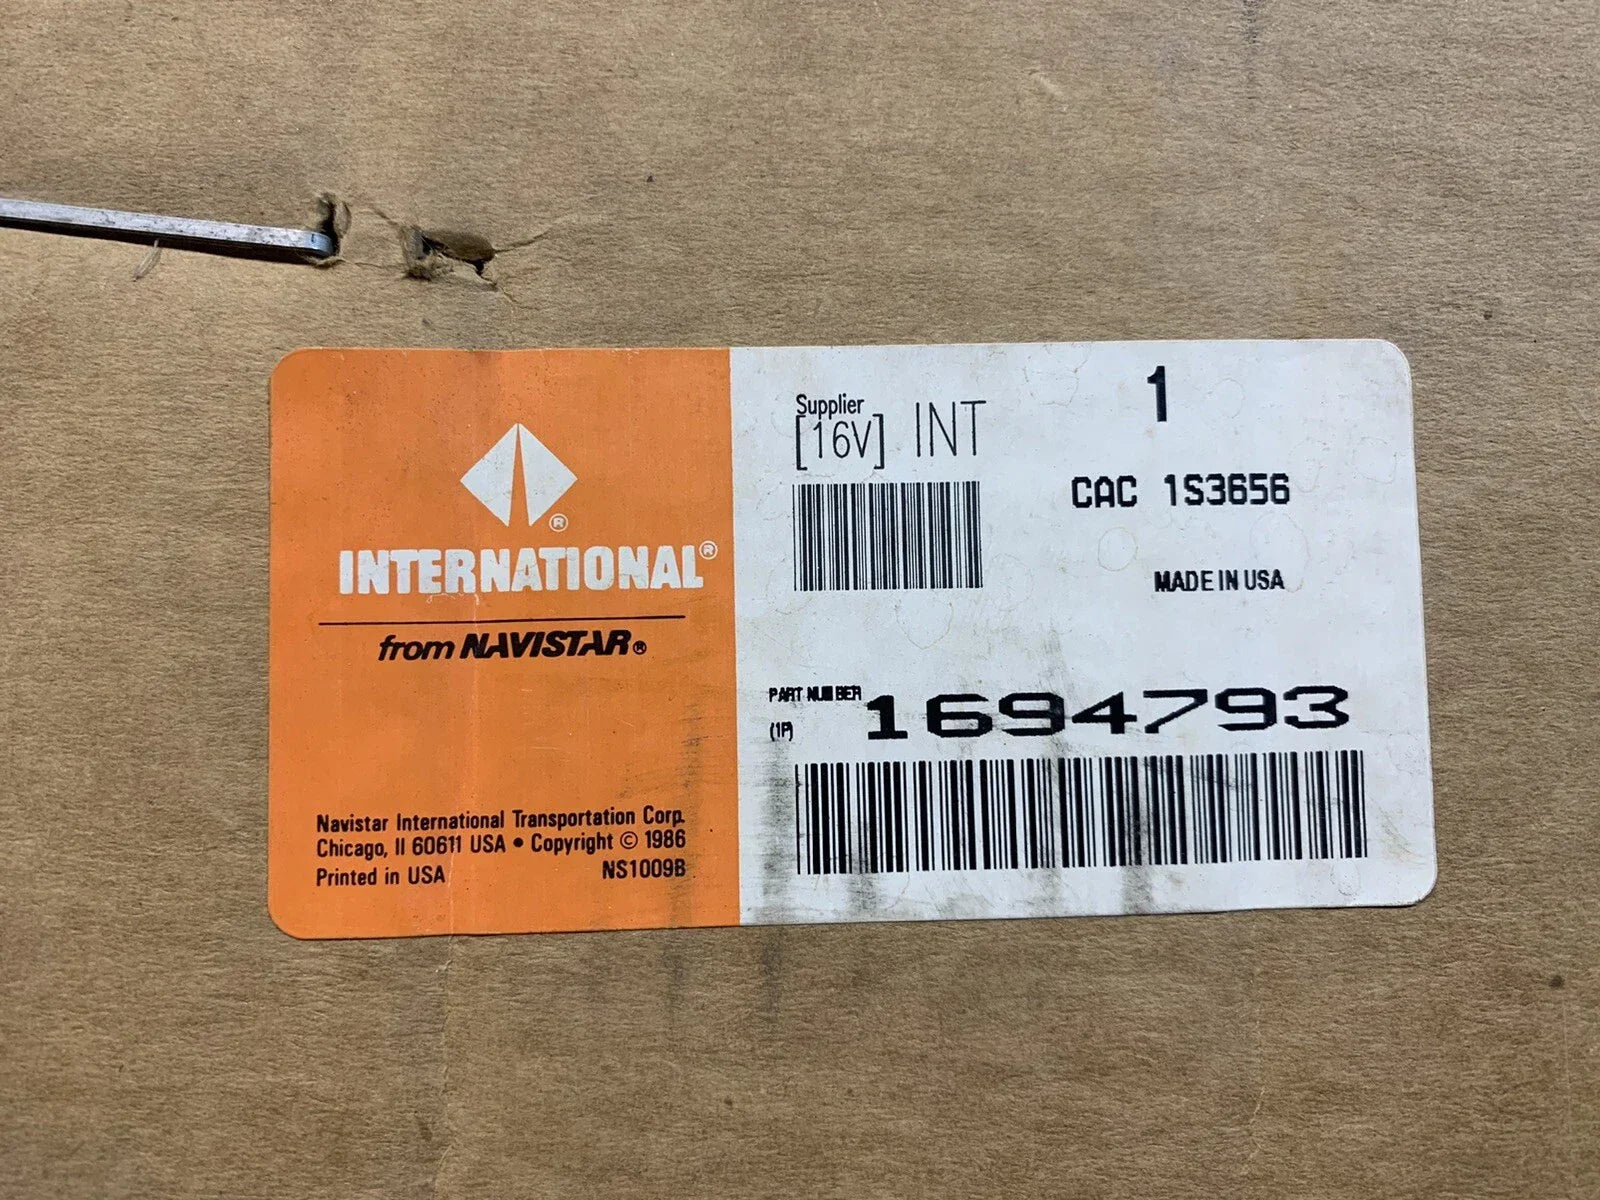 ®
INTERNATIONAL®
from NAVISTAR®
Navistar International Transportation Corp.
Chicago, Il 60611 USA • Copyright © 1986
Printed in USA NS1009B
Supplier
[16V] INT
1
CAC 1S3656
MADE IN USA
PART NUMBER 1694793
(1P)